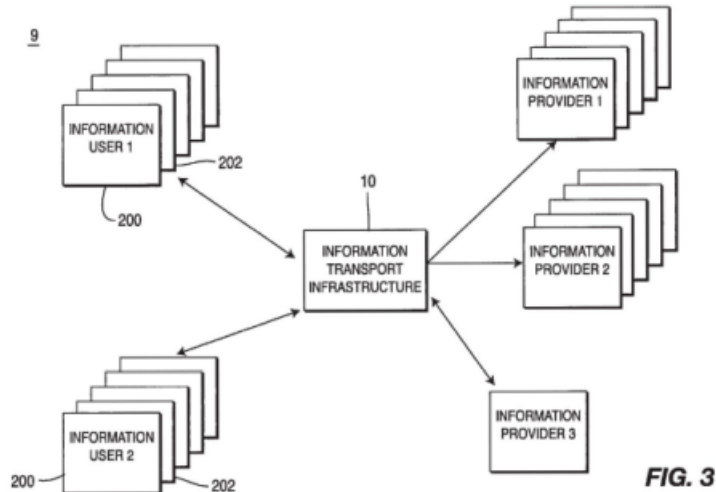 9
INFORMATION
USER 1
202
200
INFORMATION
PROVIDER 1
10
INFORMATION
TRANSPORT
INFRASTRUCTURE
INFORMATION
PROVIDER 2
INFORMATION
USER 2
200
202
INFORMATION
PROVIDER 3
FIG. 3